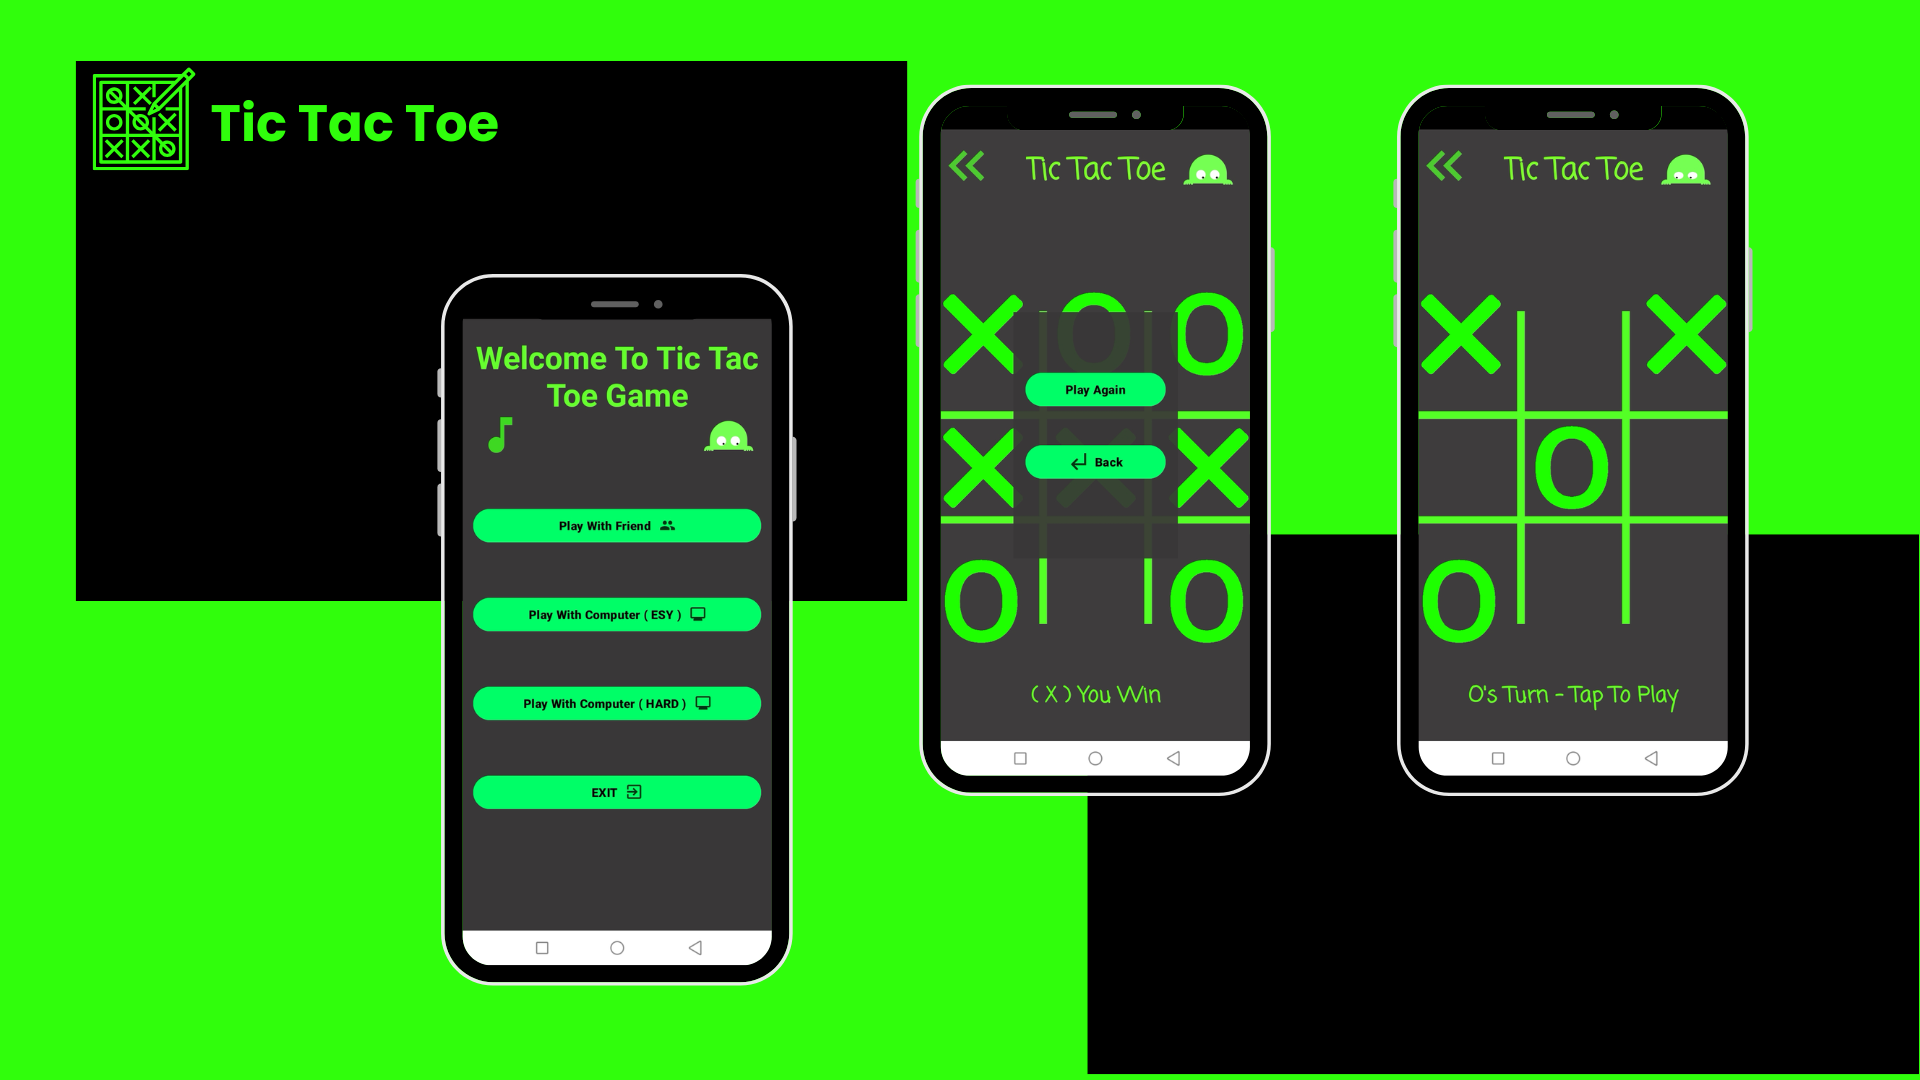 Tic Tac Toe
Welcome To Tic Tac
Toe Game
Play With Friend
Play With Computer ( ESY )
Play With Computer ( HARD )
EXIT
Tic Tac Toe
X O O
Play Again
X X X
Back
O O
( X ) You Win
Tic Tac Toe
X X
O
O
O's Turn - Tap To Play